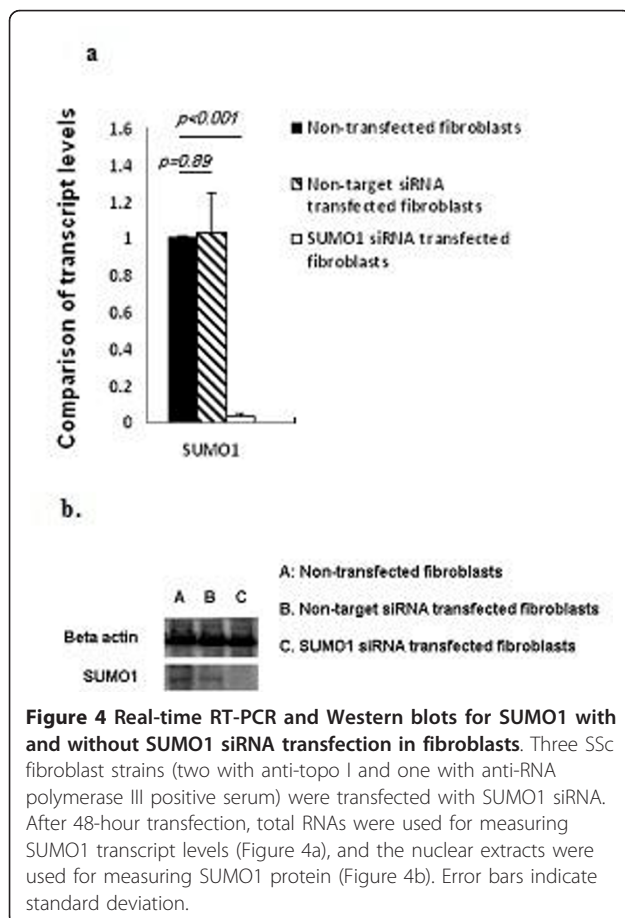 a
Comparison of transcript levels
1.6
1.4
1.2
1
0.8
0.6
0.4
0.2
0
p<0.001
p=0.89
SUMO1
Non-transfected fibroblasts
Non-target siRNA
transfected fibroblasts
SUMO1 siRNA transfected
fibroblasts
b.
A B C
Beta actin
SUMO1
A: Non-transfected fibroblasts
B. Non-target siRNA transfected fibroblasts
C. SUMO1 siRNA transfected fibroblasts
Figure 4 Real-time RT-PCR and Western blots for SUMO1 with
and without SUMO1 siRNA transfection in fibroblasts. Three SSc
fibroblast strains (two with anti-topo I and one with anti-RNA
polymerase III positive serum) were transfected with SUMO1 siRNA.
After 48-hour transfection, total RNAs were used for measuring
SUMO1 transcript levels (Figure 4a), and the nuclear extracts were
used for measuring SUMO1 protein (Figure 4b). Error bars indicate
standard deviation.